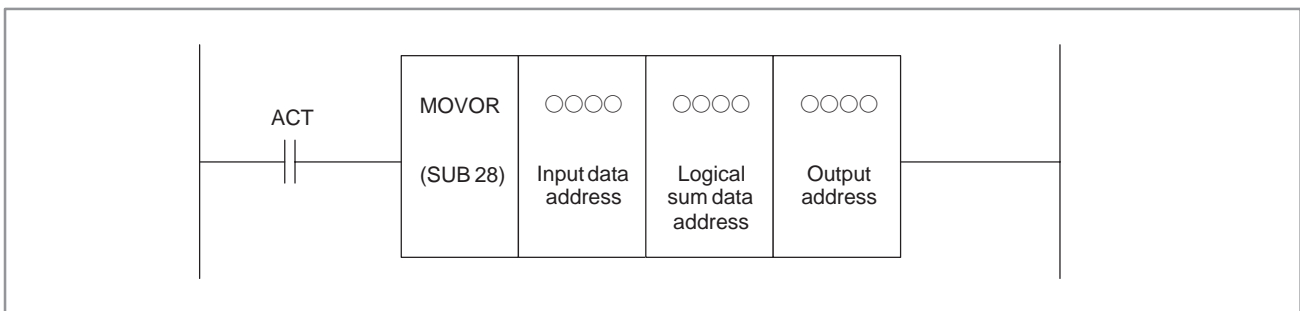 ACT
MOVOR
(SUB 28)
○○○○
Input data
address
○○○○
Logical
sum data
address
○○○○
Output
address